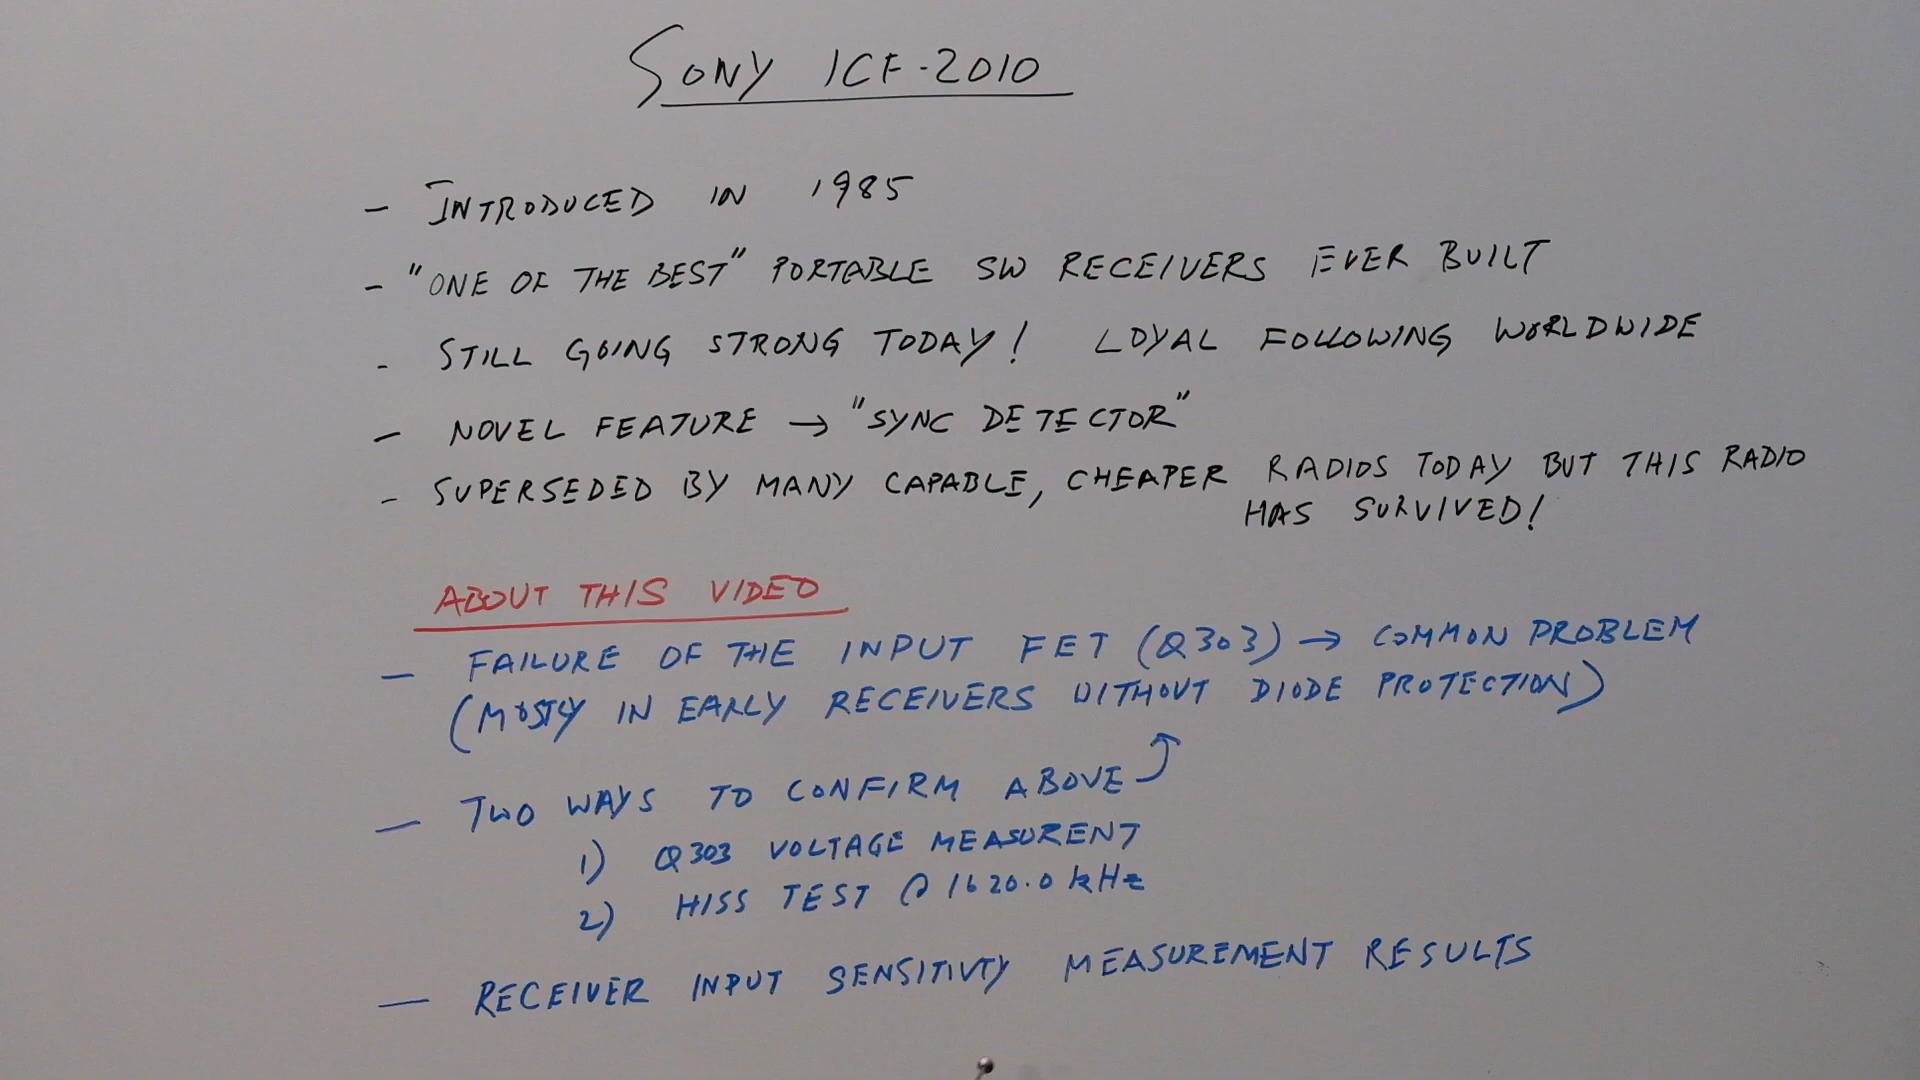 SONY ICF-2010
- INTRODUCED IN 1985
- "ONE OF THE BEST" PORTABLE SW RECEIVERS EVER BUILT
- STILL GOING STRONG TODAY! LOYAL FOLLOWING WORLDWIDE
- NOVEL FEATURE → "SYNC DETECTOR"
- SUPERSEDED BY MANY CAPABLE, CHEAPER RADIOS TODAY BUT THIS RADIO
HAS SURVIVED!
ABOUT THIS VIDEO
- FAILURE OF THE INPUT FET (Q303) → COMMON PROBLEM
(MOSTLY IN EARLY RECEIVERS WITHOUT DIODE PROTECTION)
- TWO WAYS TO CONFIRM ABOVE
1) Q303 VOLTAGE MEASURENT
2) HISS TEST @ 1620.0 kHz
- RECEIVER INPUT SENSITIVTY MEASUREMENT RESULTS